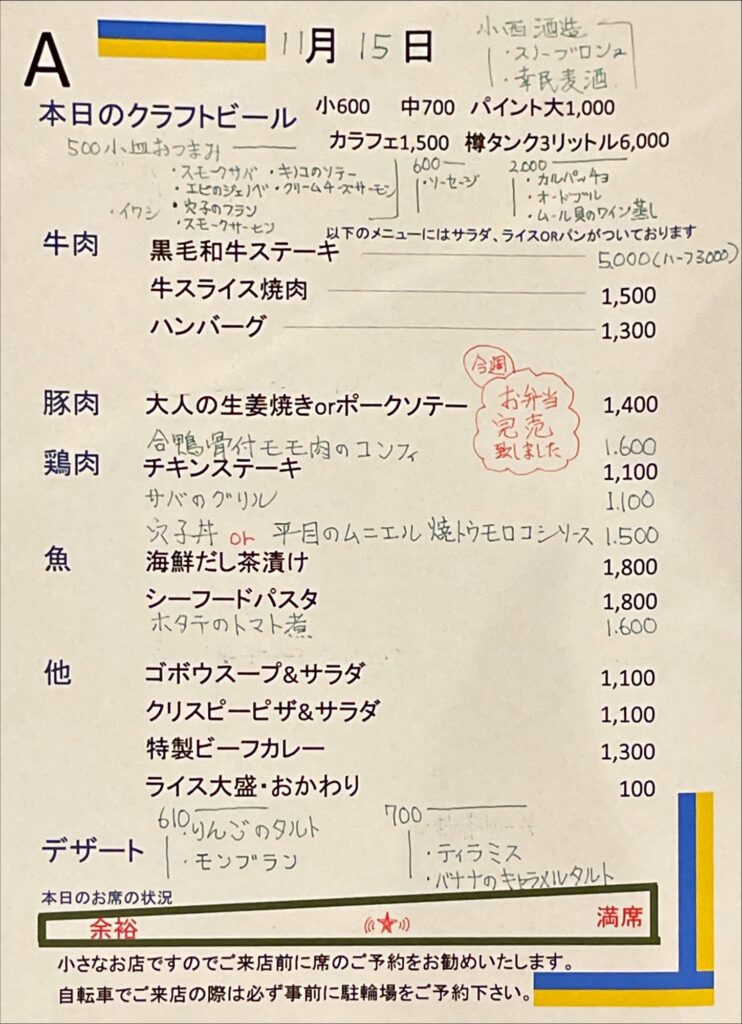 A 11月15日
小西酒造
・スノーブロンシュ
・幸民麦酒
本日のクラフトビール 小600 中700 パイント大1,000
カラフェ1,500 樽タンク3リットル6,000
500小皿おつまみ
・スモークサバ ・キノコのソテー
・エビのジェノベ ・クリームチーズサーモン
・イワシ ・穴子のフラン
・スモークサーモン
600
・ソーセージ
2000
・カルパッチョ
・オードブル
・ムール貝のワイン蒸し
以下のメニューにはサラダ、ライスORパンがついております
牛肉 黒毛和牛ステーキ 5,000(ハーフ3000)
牛スライス焼肉 1,500
ハンバーグ 1,300
今週
お弁当
完売
致しました
豚肉 大人の生姜焼きorポークソテー 1,400
合鴨骨付モモ肉のコンフィ 1.600
鶏肉 チキンステーキ 1,100
サバのグリル 1.100
穴子丼 or 平目のムニエル 焼トウモロコシソース 1.500
魚 海鮮だし茶漬け 1,800
シーフードパスタ 1,800
ホタテのトマト煮 1.600
他 ゴボウスープ&サラダ 1,100
クリスピーピザ&サラダ 1,100
特製ビーフカレー 1,300
ライス大盛・おかわり 100
デザート
610
・りんごのタルト
・モンブラン
700
・ティラミス
・バナナのキャラメルタルト
本日のお席の状況
余裕 満席
小さなお店ですのでご来店前に席のご予約をお勧めいたします。
自転車でご来店の際は必ず事前に駐輪場をご予約下さい。